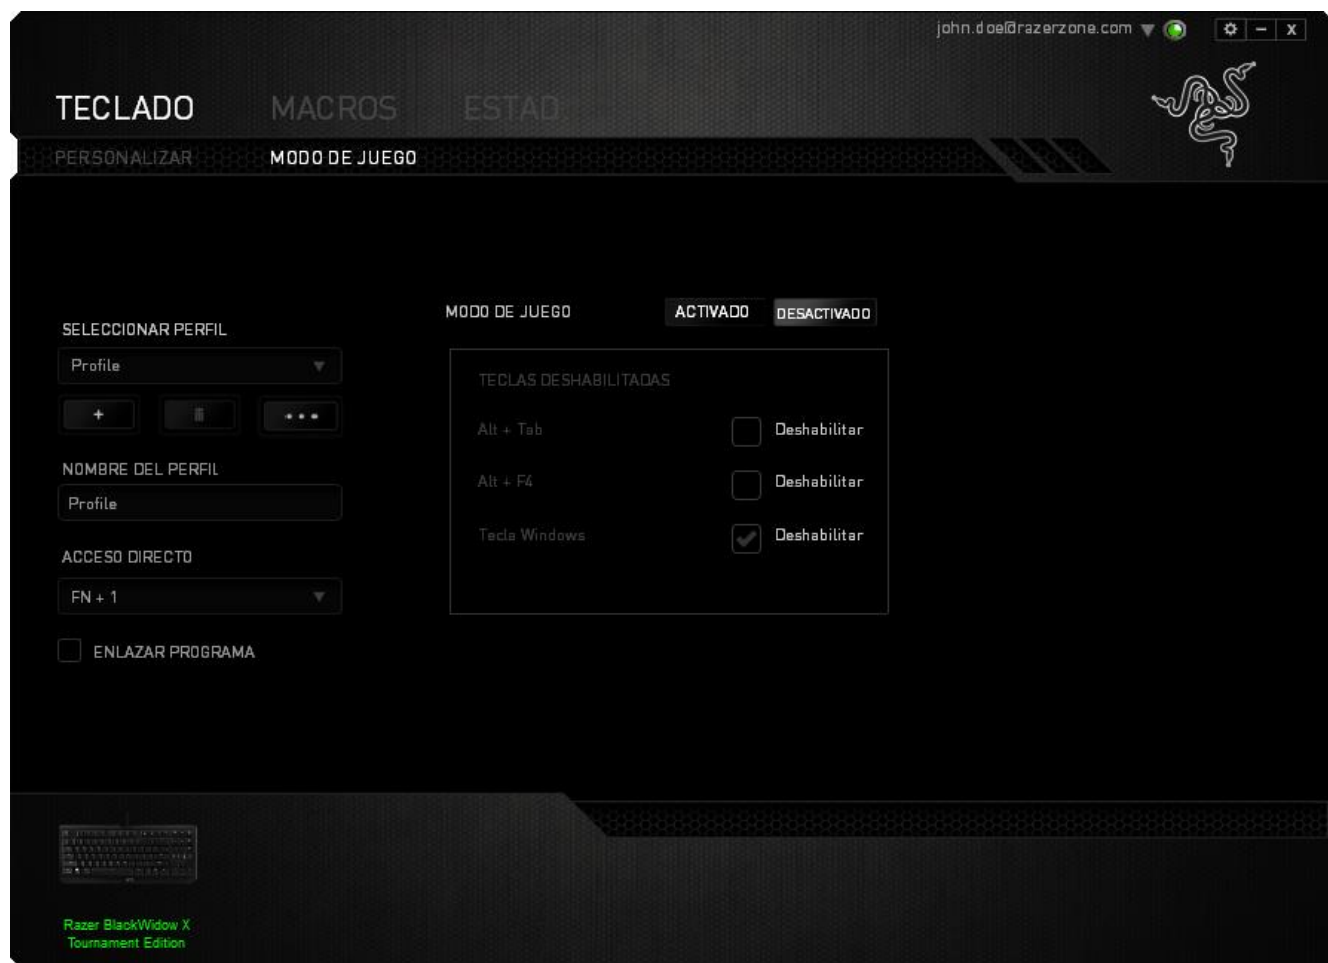 john.doe@razerzone.com
TECLADO MACROS ESTAD
PERSONALIZAR MODO DE JUEGO
SELECCIONAR PERFIL
Profile
+ •••
NOMBRE DEL PERFIL
Profile
ACCESO DIRECTO
FN + 1
ENLAZAR PROGRAMA
MODO DE JUEGO ACTIVADO DESACTIVADO
TECLAS DESHABILITADAS
Alt + Tab Deshabilitar
Alt + F4 Deshabilitar
Tecla Windows Deshabilitar
Razer BlackWidow X
Tournament Edition